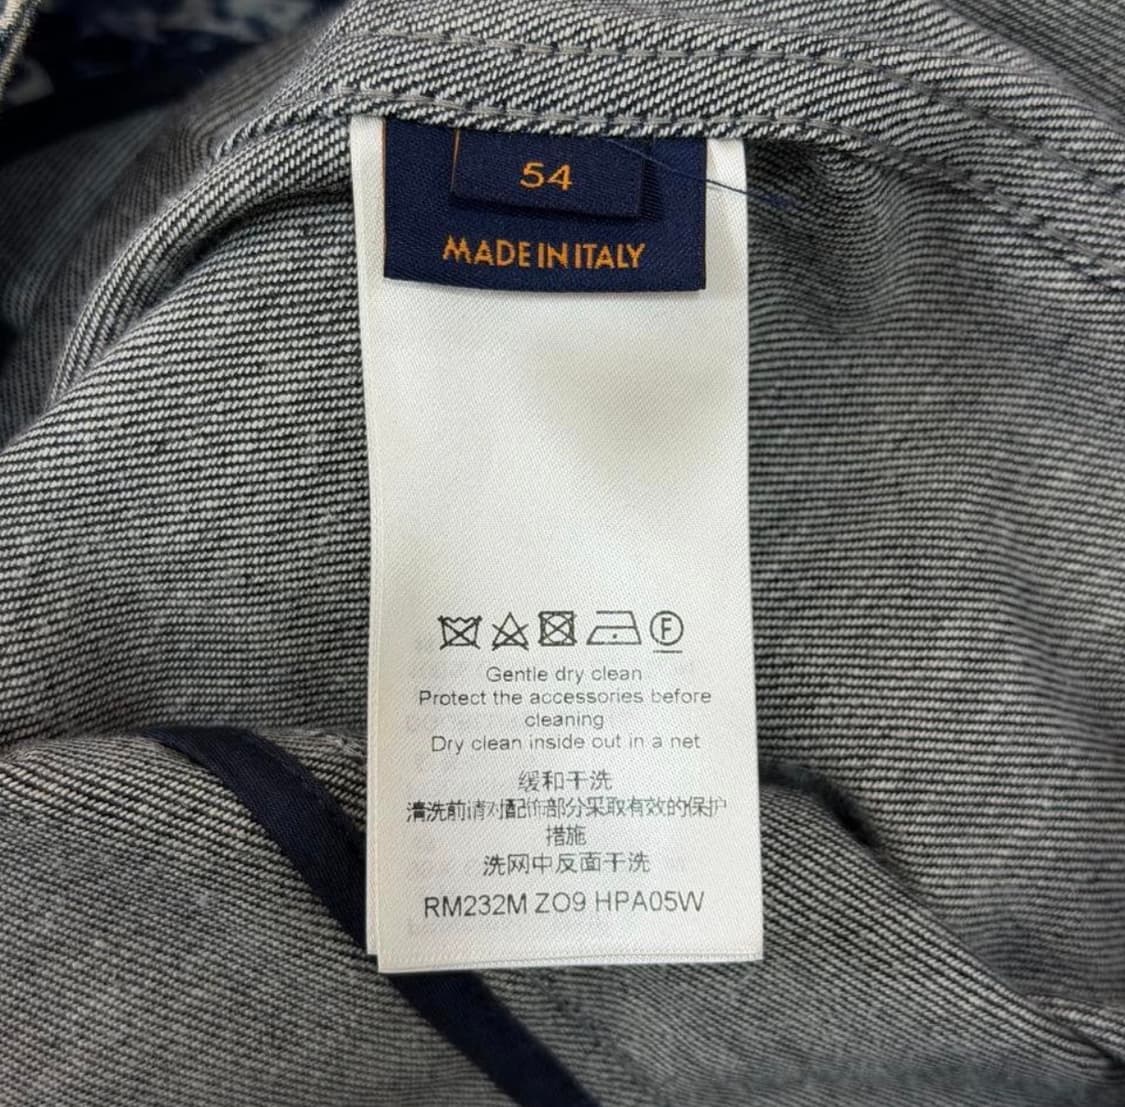 54
MADE IN ITALY
F
Gentle dry clean
Protect the accessories before
cleaning
Dry clean inside out in a net
缓和干洗
清洗前请对配饰部分采取有效的保护
措施
洗网中反面干洗
RM232M ZO9 HPA05W